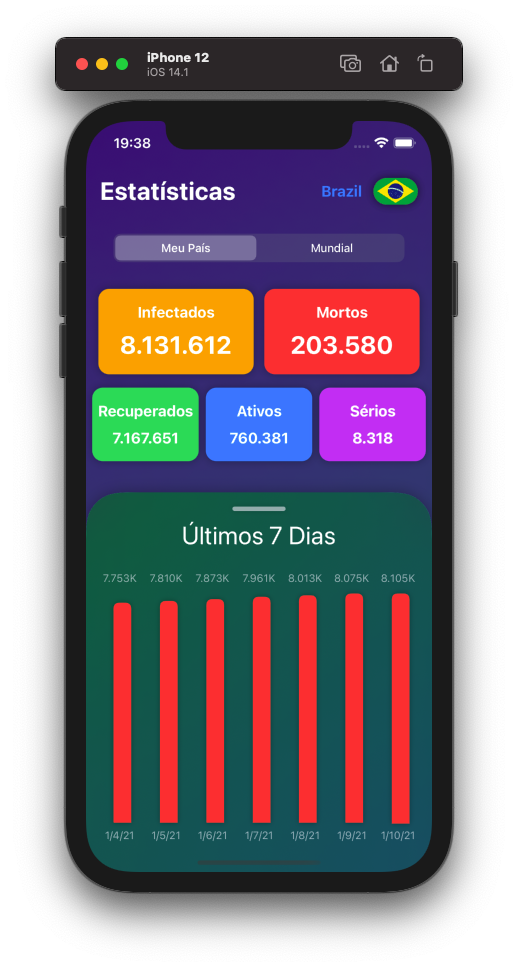 iPhone 12
iOS 14.1
19:38
Estatísticas
Brazil
Meu País
Mundial
Infectados
8.131.612
Mortos
203.580
Recuperados
7.167.651
Ativos
760.381
Sérios
8.318
Últimos 7 Dias
7.753K 7.810K 7.873K 7.961K 8.013K 8.075K 8.105K
1/4/21 1/5/21 1/6/21 1/7/21 1/8/21 1/9/21 1/10/21